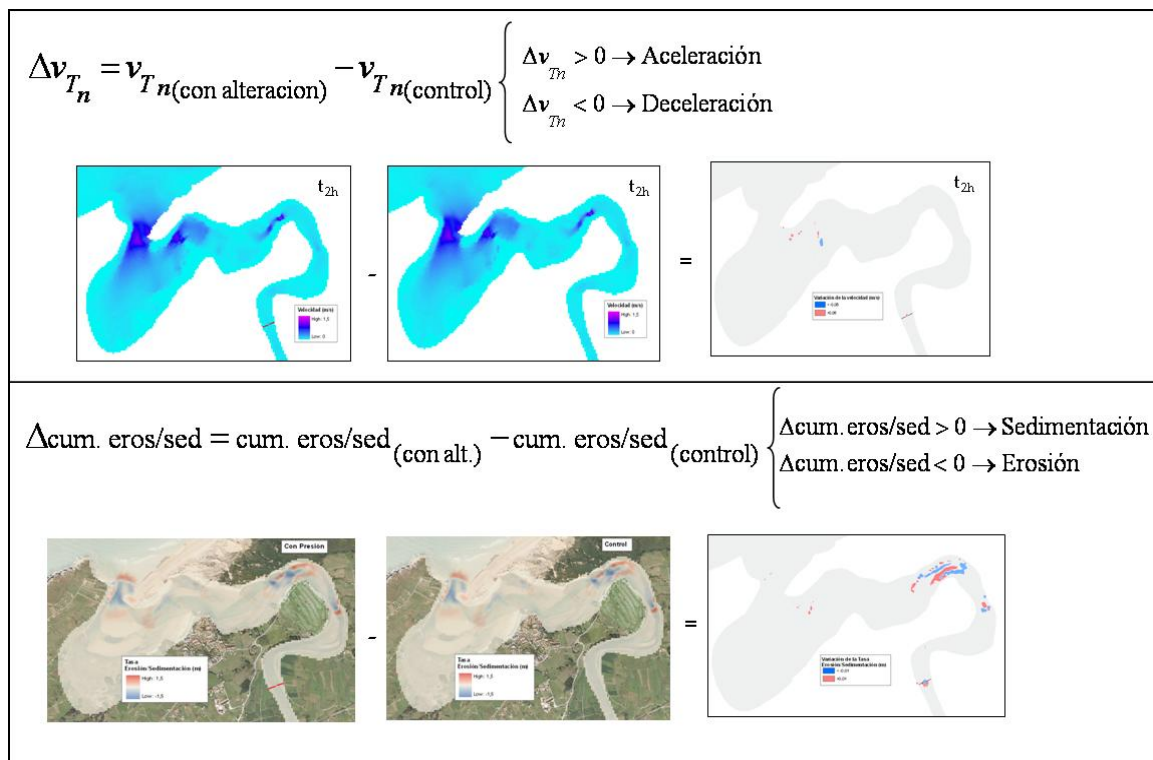 Δv_Tn = v_Tn(con alteracion) − v_Tn(control)
Δv_Tn > 0 → Aceleración
Δv_Tn < 0 → Deceleración
t2h
Velocidad (m/s)
High: 1,5
Low: 0
-
t2h
Velocidad (m/s)
High: 1,5
Low: 0
=
t2h
Variación de la velocidad (m/s)
Δcum. eros/sed = cum. eros/sed (con alt.) − cum. eros/sed (control)
Δcum. eros/sed > 0 → Sedimentación
Δcum. eros/sed < 0 → Erosión
Con Presion
Tasa
Erosión/Sedimentación (m)
High: 1,5
Low: -1,5
-
Control
Tasa
Erosión/Sedimentación (m)
High: 1,5
Low: -1,5
=
Variación de la Tasa
Erosión/Sedimentación (m)